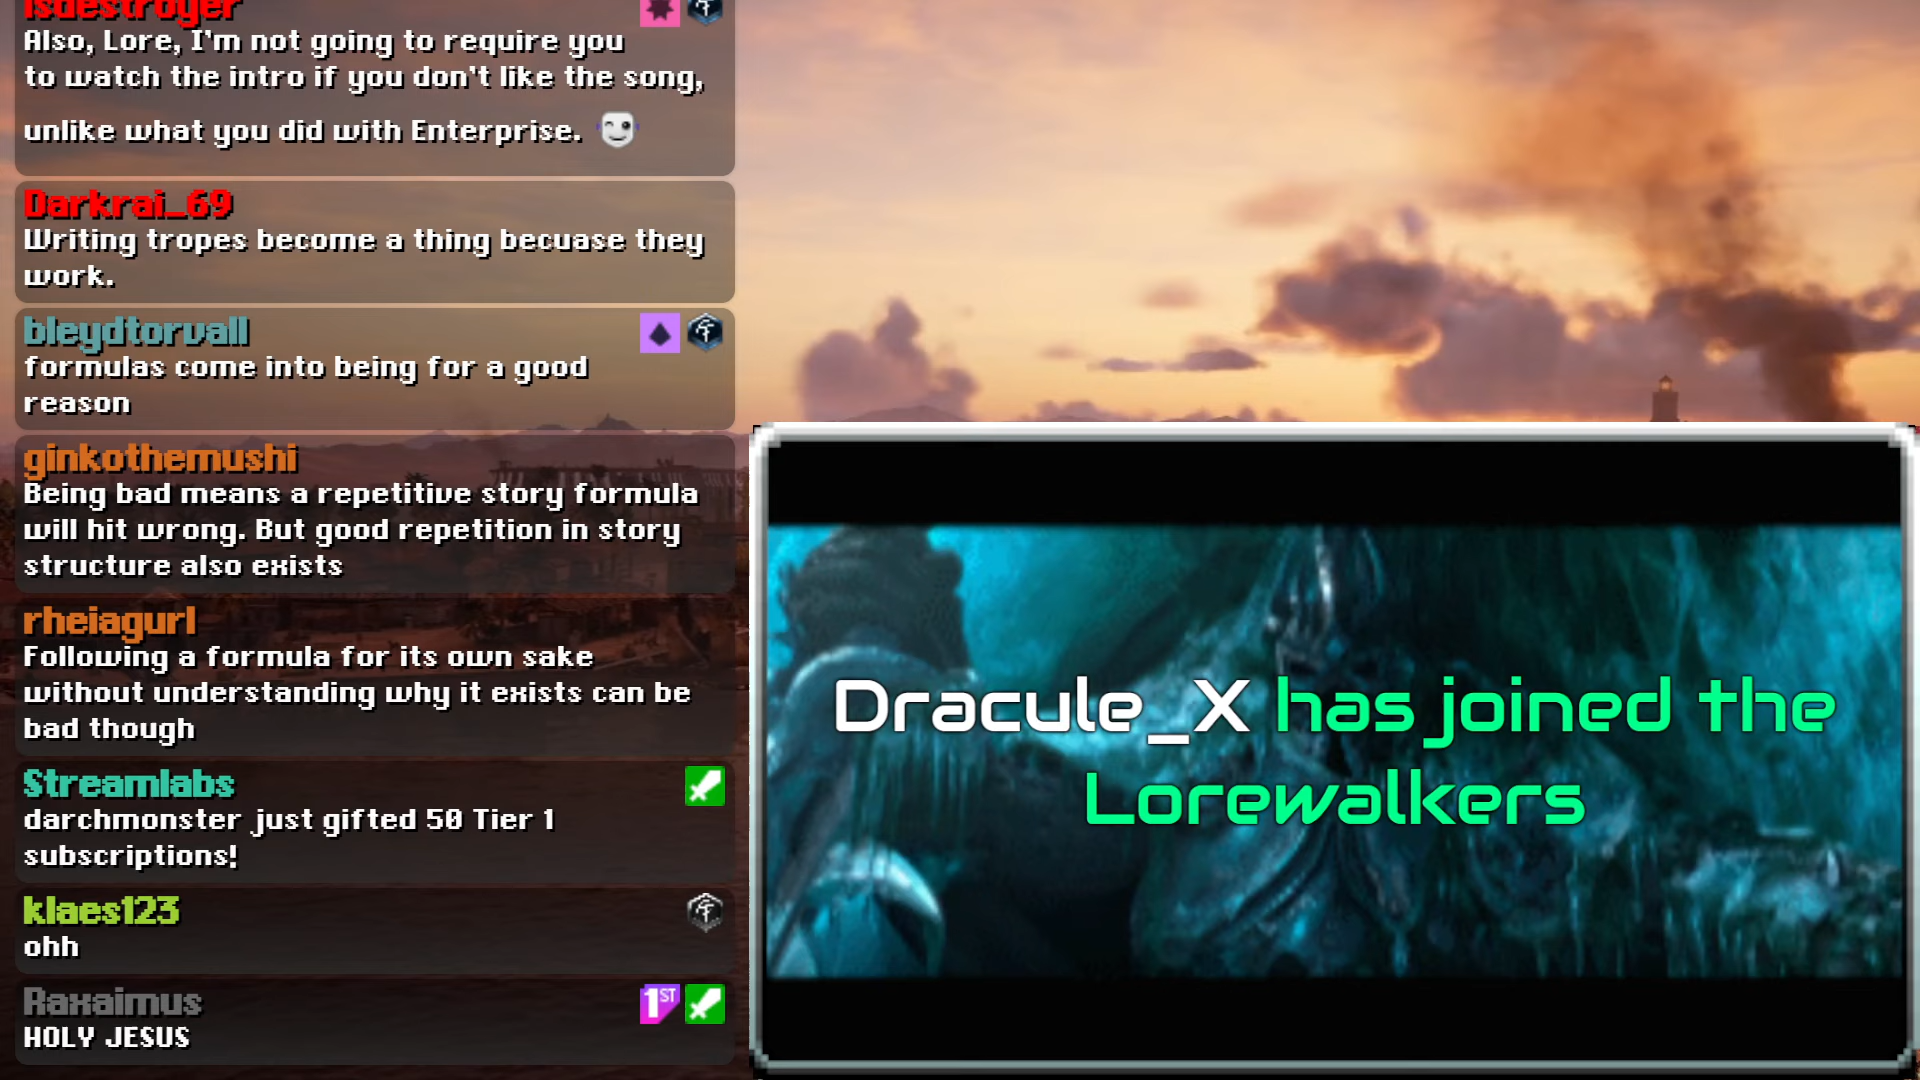 isdestroyer
Also, Lore, I'm not going to require you
to watch the intro if you don't like the song,
unlike what you did with Enterprise.
Darkrai_69
Writing tropes become a thing becuase they
work.
bleydtorvall
formulas come into being for a good
reason
ginkothemushi
Being bad means a repetitive story formula
will hit wrong. But good repetition in story
structure also exists
rheiagurl
Following a formula for its own sake
without understanding why it exists can be
bad though
Streamlabs
darchmonster just gifted 50 Tier 1
subscriptions!
klaes123
ohh
Raxaimus
1ST
HOLY JESUS
Dracule_X has joined the
Lorewalkers